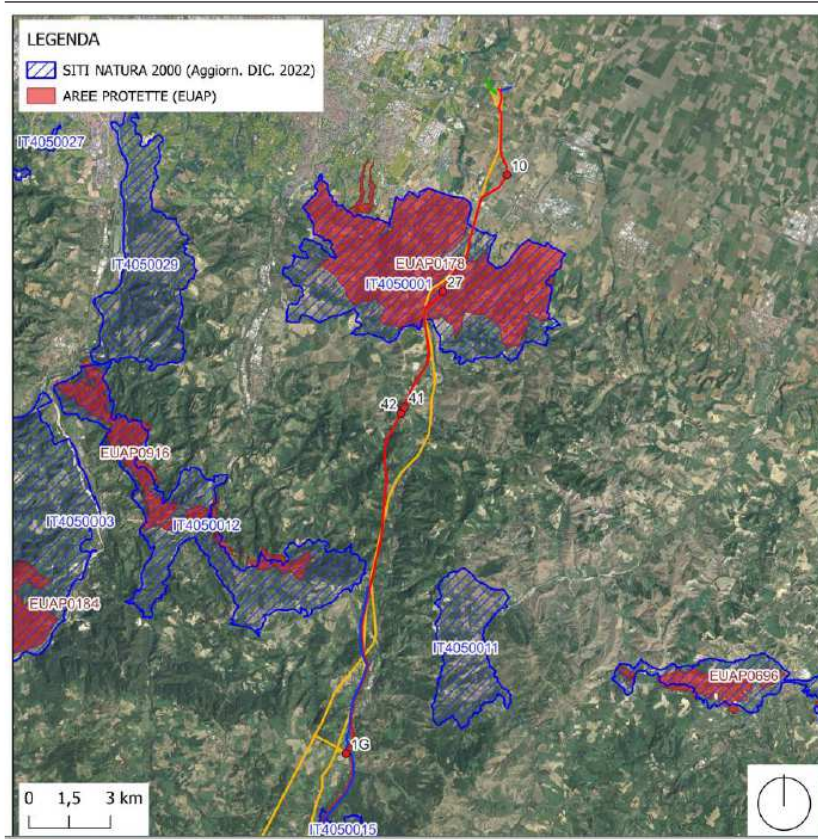 LEGENDA
SITI NATURA 2000 (Aggiorn. DIC. 2022)
AREE PROTETTE (EUAP)
IT4050027
10
IT4050029
EUAP0178
IT4050001
27
42
41
EUAP0916
IT4050003
IT4050012
EUAP0184
IT4050011
EUAP0696
1G
0 1,5 3 km
IT4050015